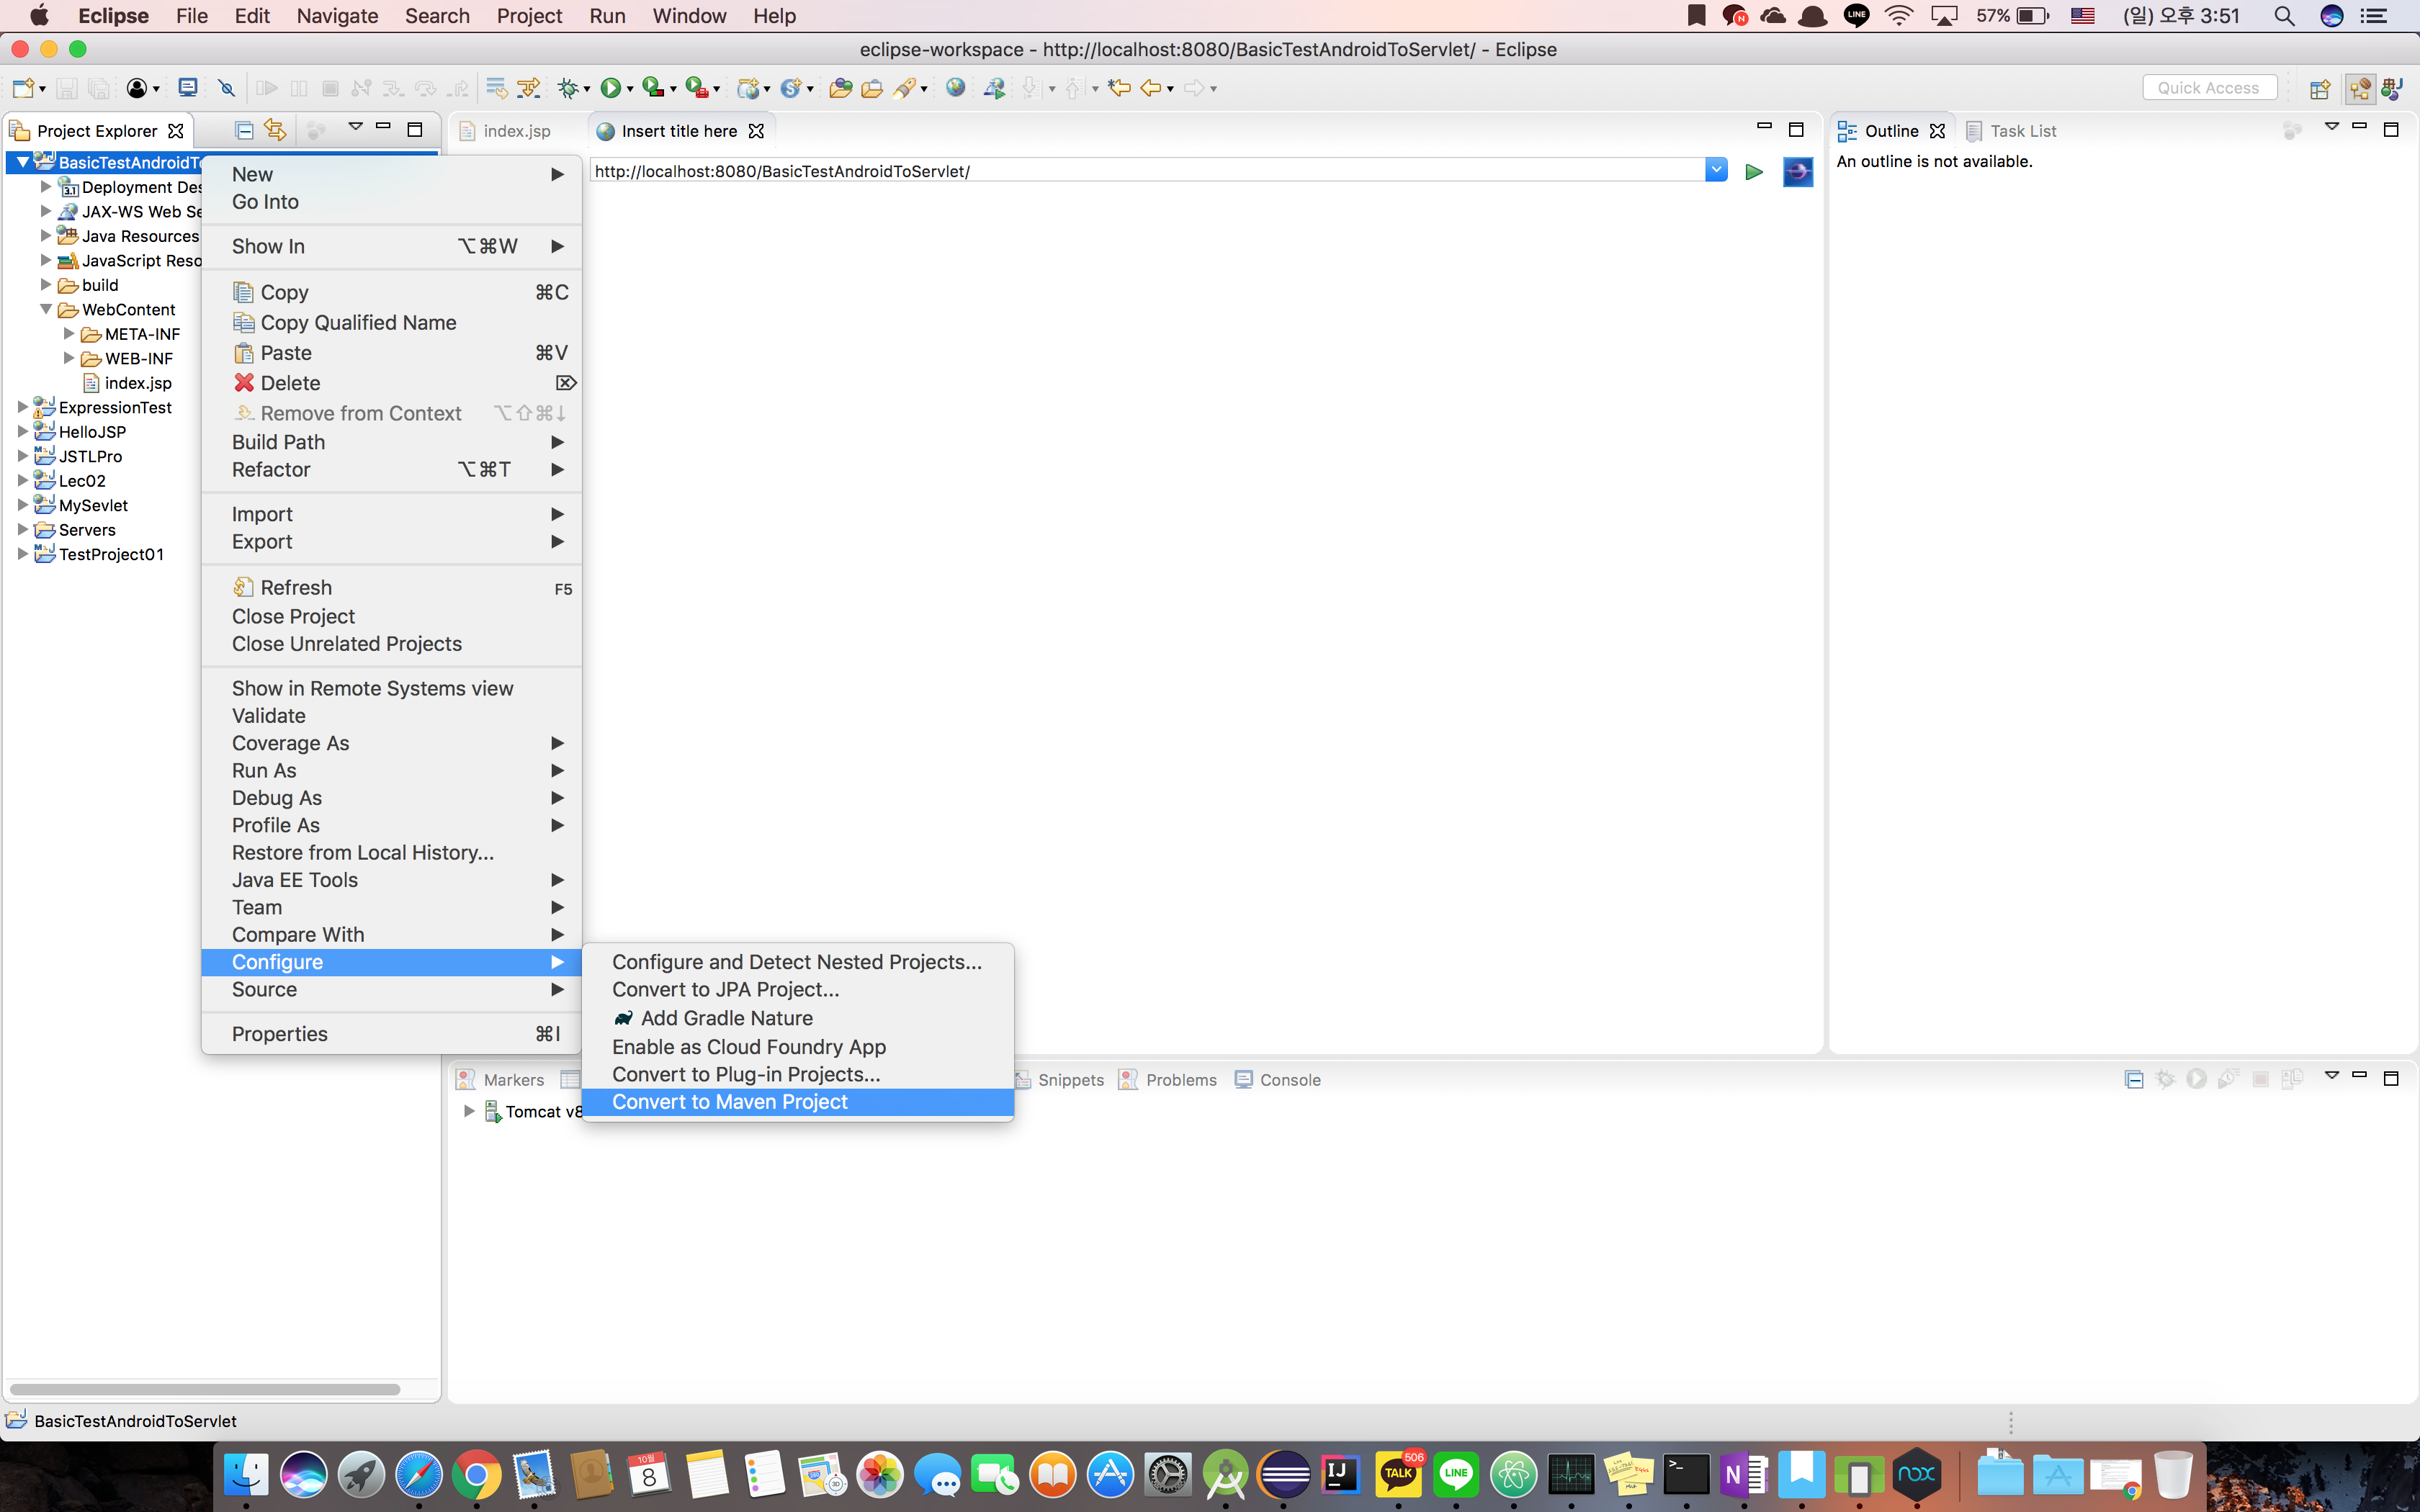 Eclipse File Edit Navigate Search Project Run Window Help
N LINE 57% (일) 오후 3:51
eclipse-workspace - http://localhost:8080/BasicTestAndroidToServlet/ - Eclipse
Quick Access
Project Explorer
index.jsp
Insert title here
Outline
Task List
http://localhost:8080/BasicTestAndroidToServlet/
An outline is not available.
BasicTestAndroidTo
Deployment Des
JAX-WS Web Se
Java Resources
JavaScript Reso
build
WebContent
META-INF
WEB-INF
index.jsp
ExpressionTest
HelloJSP
JSTLPro
Lec02
MySevlet
Servers
TestProject01
New
Go Into
Show In ⌥⌘W
Copy ⌘C
Copy Qualified Name
Paste ⌘V
Delete ⌦
Remove from Context ⌥⇧⌘↓
Build Path
Refactor ⌥⌘T
Import
Export
Refresh F5
Close Project
Close Unrelated Projects
Show in Remote Systems view
Validate
Coverage As
Run As
Debug As
Profile As
Restore from Local History...
Java EE Tools
Team
Compare With
Configure
Source
Properties ⌘I
Configure and Detect Nested Projects...
Convert to JPA Project...
Add Gradle Nature
Enable as Cloud Foundry App
Convert to Plug-in Projects...
Convert to Maven Project
Markers
Snippets
Problems
Console
Tomcat v8
BasicTestAndroidToServlet
10월
8
3D
IJ
TALK
506
LINE
>_
N
nox